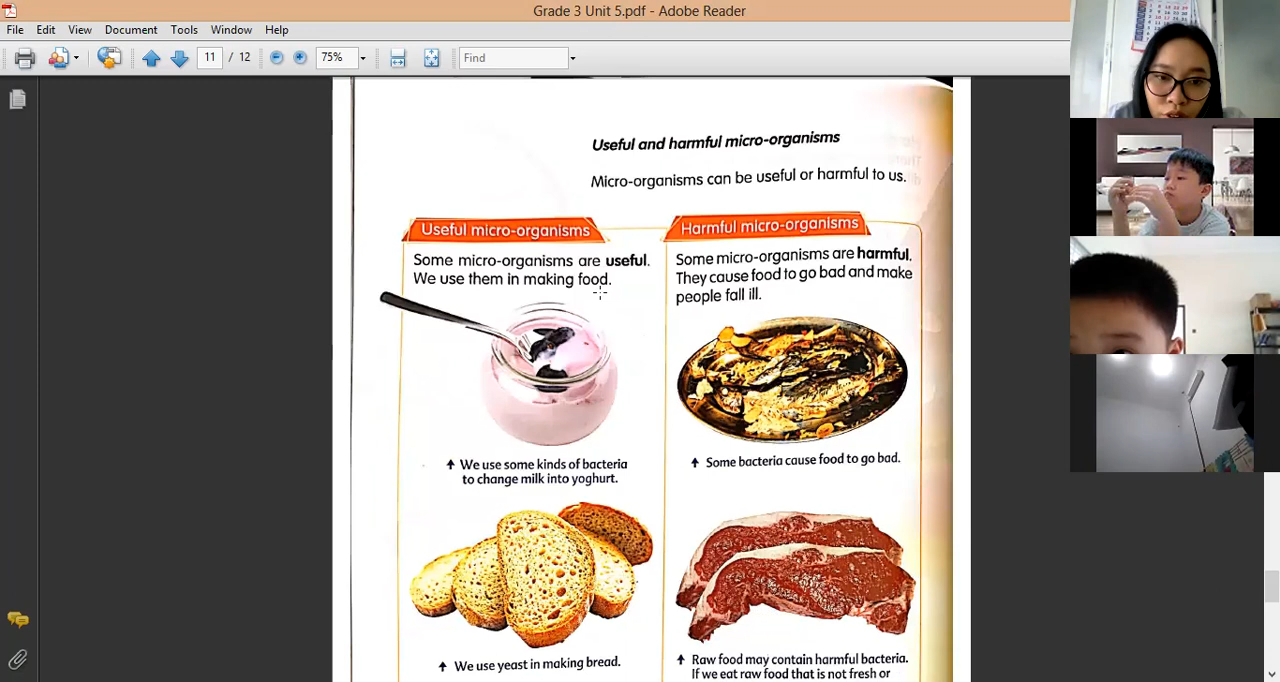 Grade 3 Unit 5.pdf - Adobe Reader
File Edit View Document Tools Window Help
11 / 12 75% Find
Useful and harmful micro-organisms
Micro-organisms can be useful or harmful to us.
Useful micro-organisms
Some micro-organisms are useful.
We use them in making food.
We use some kinds of bacteria
to change milk into yoghurt.
We use yeast in making bread.
Harmful micro-organisms
Some micro-organisms are harmful.
They cause food to go bad and make
people fall ill.
Some bacteria cause food to go bad.
Raw food may contain harmful bacteria.
If we eat raw food that is not fresh or